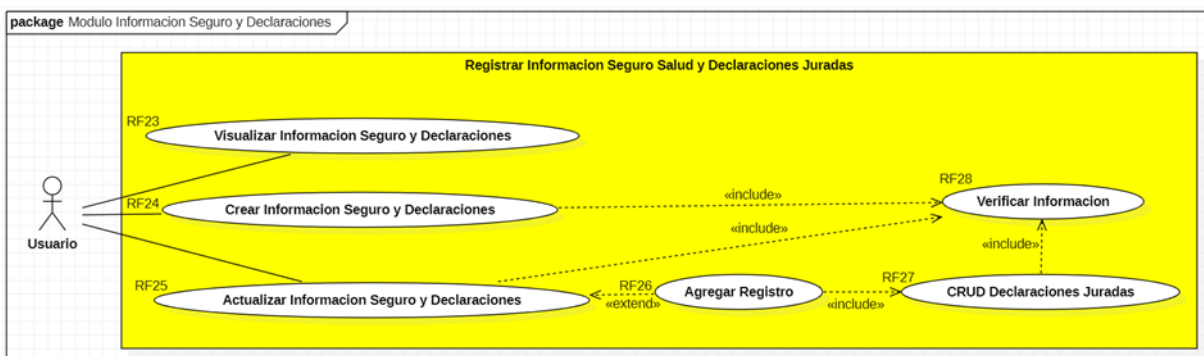 package Modulo Informacion Seguro y Declaraciones
Registrar Informacion Seguro Salud y Declaraciones Juradas
RF23
Visualizar Informacion Seguro y Declaraciones
RF24
Crear Informacion Seguro y Declaraciones
«include»
RF28
Verificar Informacion
Usuario
«include»
«include»
RF25
Actualizar Informacion Seguro y Declaraciones
«extend»
RF26
Agregar Registro
«include»
RF27
CRUD Declaraciones Juradas